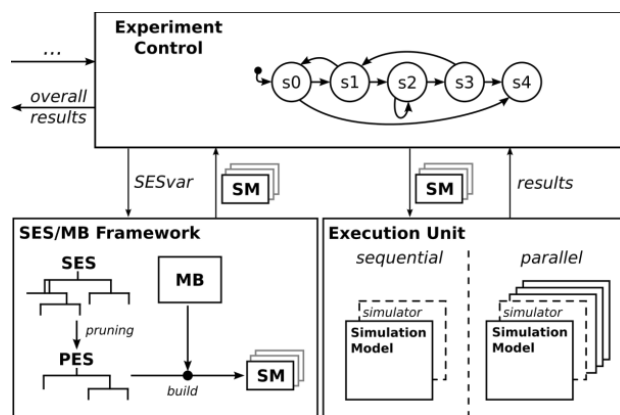 Experiment
Control
...
overall
results
s0
s1
s2
s3
s4
SESvar
SM
SM
results
SES/MB Framework
SES
MB
pruning
PES
build
SM
Execution Unit
sequential
parallel
simulator
Simulation
Model
simulator
Simulation
Model